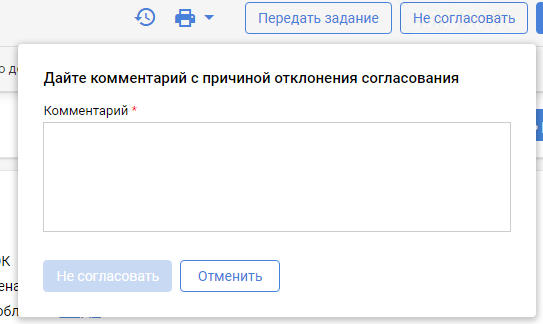 Передать задание
Не согласовать
Дайте комментарий с причиной отклонения согласования
Комментарий *
Не согласовать
Отменить